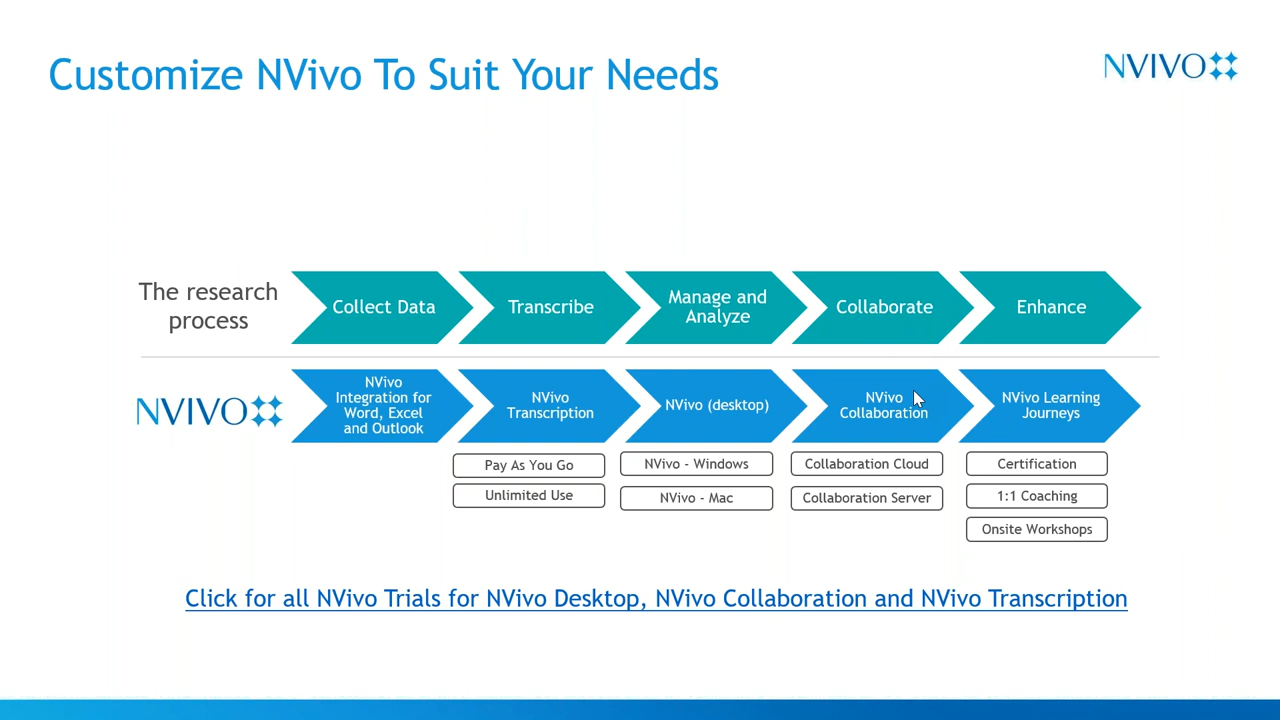 Customize NVivo To Suit Your Needs
NVIVO
The research
process
Collect Data
Transcribe
Manage and
Analyze
Collaborate
Enhance
NVIVO
NVivo
Integration for
Word, Excel
and Outlook
NVivo
Transcription
NVivo (desktop)
NVivo
Collaboration
NVivo Learning
Journeys
Pay As You Go
Unlimited Use
NVivo - Windows
NVivo - Mac
Collaboration Cloud
Collaboration Server
Certification
1:1 Coaching
Onsite Workshops
Click for all NVivo Trials for NVivo Desktop, NVivo Collaboration and NVivo Transcription